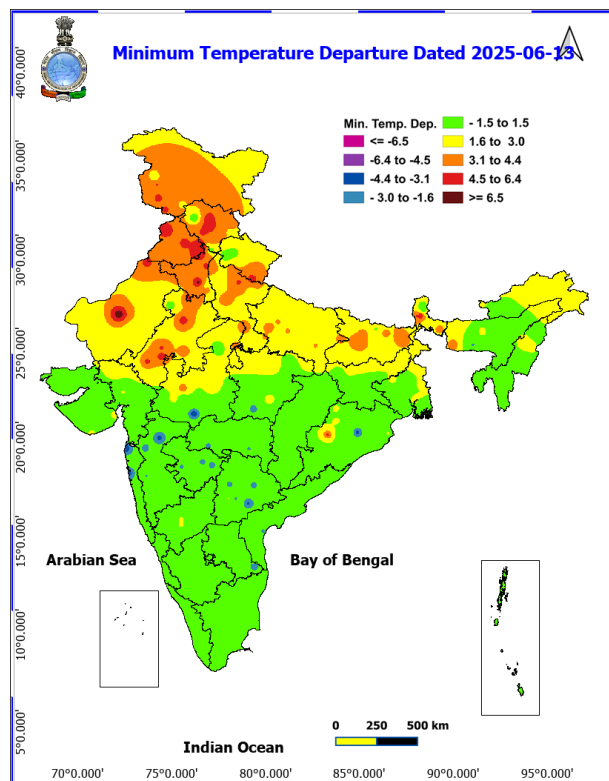 Minimum Temperature Departure Dated 2025-06-13
Min. Temp. Dep.
<= -6.5
-6.4 to -4.5
-4.4 to -3.1
- 3.0 to -1.6
- 1.5 to 1.5
1.6 to 3.0
3.1 to 4.4
4.5 to 6.4
>= 6.5
40°0.000'
35°0.000'
30°0.000'
25°0.000'
20°0.000'
15°0.000'
10°0.000'
5°0.000'
Arabian Sea
Bay of Bengal
Indian Ocean
0 250 500 km
70°0.000' 75°0.000' 80°0.000' 85°0.000' 90°0.000' 95°0.000'